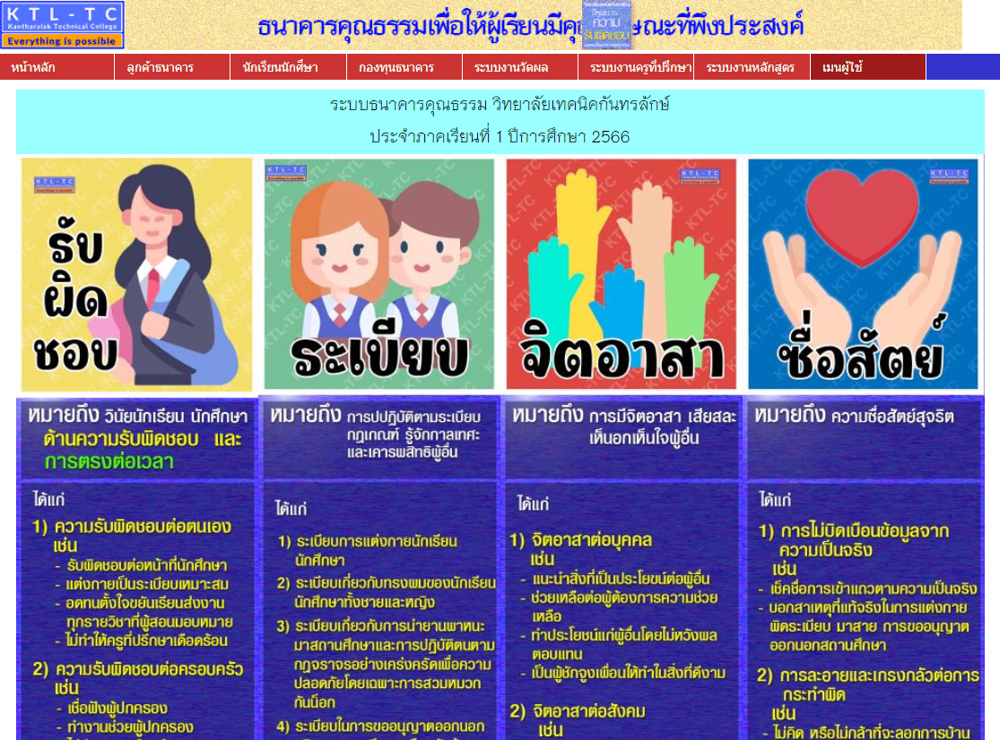 KTL-TC
Kantharalak Technical College
Everything is possible
ธนาคารคุณธรรมเพื่อให้ผู้เรียนมีคุ
ษณะที่พึงประสงค์
ความ
รับผิดชอบ
หน้าหลัก
ลูกค้าธนาคาร
นักเรียนนักศึษา
กองทุนธนาคาร
ระบบงานวัดผล
ระบบงานครูที่ปรึกษา
ระบบงานหลักสูตร
เมนผู้ใช้
ระบบธนาคารคุณธรรม วิทยาลัยเทคนิคกันทรลักษ์
ประจำภาคเรียนที่ 1 ปีการศึกษา 2566
KTL-TC
รับ
ผิด
ชอบ
KTL-TC
ระเบียบ
KTL-TC
จิตอาสา
KTL-TC
ซื่อสัตย์
หมายถึง วินัยนักเรียน นักศึกษา
ด้านความรับผิดชอบ และ
การตรงต่อเวลา
ได้แก่
1) ความรับผิดชอบต่อตนเอง
เช่น
- รับผิดชอบต่อหน้าที่นักศึกษา
- แต่งกายเป็นระเบียบเหมาะสม
- อดทนตั้งใจขยันเรียนส่งงาน
ทุกรายวิชาที่ผู้สอนมอบหมาย
- ไม่ทำให้ครูที่ปรึกษาเดือดร้อน
2) ความรับผิดชอบต่อครอบครัว
เช่น
- เชื่อฟังผู้ปกครอง
- ทำงานช่วยผู้ปกครอง
หมายถึง การปปฏิบัติตามระเบียบ
กฎเกณฑ์ รู้จักกาลเทศะ
และเคารพสิทธิผู้อื่น
ได้แก่
1) ระเบียบการแต่งกายนักเรียน
นักศึกษา
2) ระเบียบเกี่ยวกับทรงผมของนักเรียน
นักศึกษาทั้งชายและหญิง
3) ระเบียบเกี่ยวกับการนำยานพาหนะ
มาสถานศึกษาและการปฏิบัติตนตาม
กฎจราจรอย่างเคร่งครัดเพื่อความ
ปลอดภัยโดยเฉพาะการสวมหมวก
กันน็อก
4) ระเบียบในการขออนุญาตออกนอก
หมายถึง การมีจิตอาสา เสียสละ
เห็นอกเห็นใจผู้อื่น
ได้แก่
1) จิตอาสาต่อบุคคล
เช่น
- แนะนำสิ่งที่เป็นประโยชน์ต่อผู้อื่น
- ช่วยเหลือต่อผู้ต้องการความช่วย
เหลือ
- ทำประโยชน์แก่ผู้อื่นโดยไม่หวังผล
ตอบแทน
- เป็นผู้ชักจูงเพื่อนให้ทำในสิ่งที่ดีงาม
2) จิตอาสาต่อสังคม
เช่น
หมายถึง ความซื่อสัตย์สุจริต
ได้แก่
1) การไม่บิดเบือนข้อมูลจาก
ความเป็นจริง
เช่น
- เช็คชื่อการเข้าแถวตามความเป็นจริง
- บอกสาเหตุที่แท้จริงในการแต่งกาย
ผิดระเบียบ มาสาย การขออนุญาต
ออกนอกสถานศึกษา
2) การละอายและเกรงกลัวต่อการ
กระทำผิด
เช่น
- ไม่คิด หรือไม่กล้าที่จะลอกการบ้าน